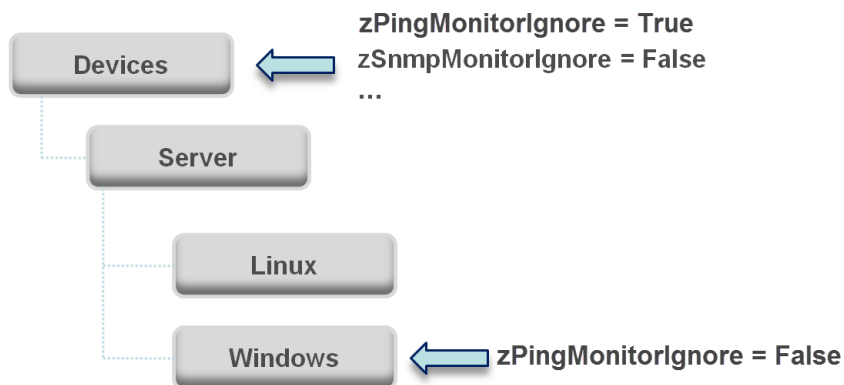 zPingMonitorIgnore = True
Devices
zSnmpMonitorIgnore = False
...
Server
Linux
Windows
zPingMonitorIgnore = False